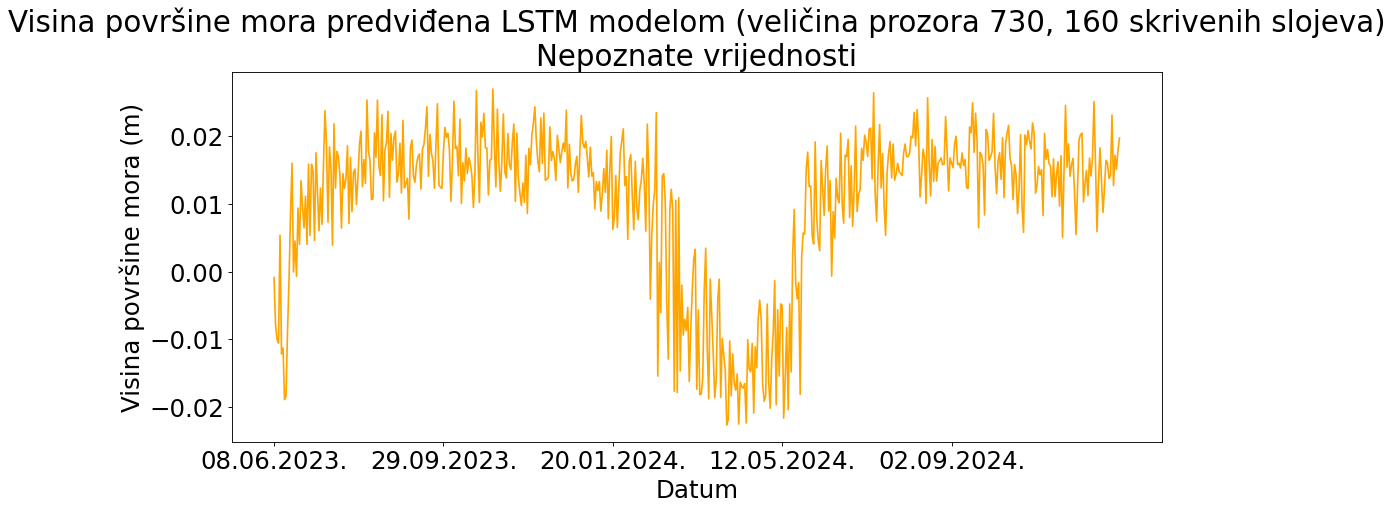 Visina površine mora predviđena LSTM modelom (veličina prozora 730, 160 skrivenih slojeva)
Nepoznate vrijednosti
Visina površine mora (m)
0.02
0.01
0.00
−0.01
−0.02
08.06.2023. 29.09.2023. 20.01.2024. 12.05.2024. 02.09.2024.
Datum